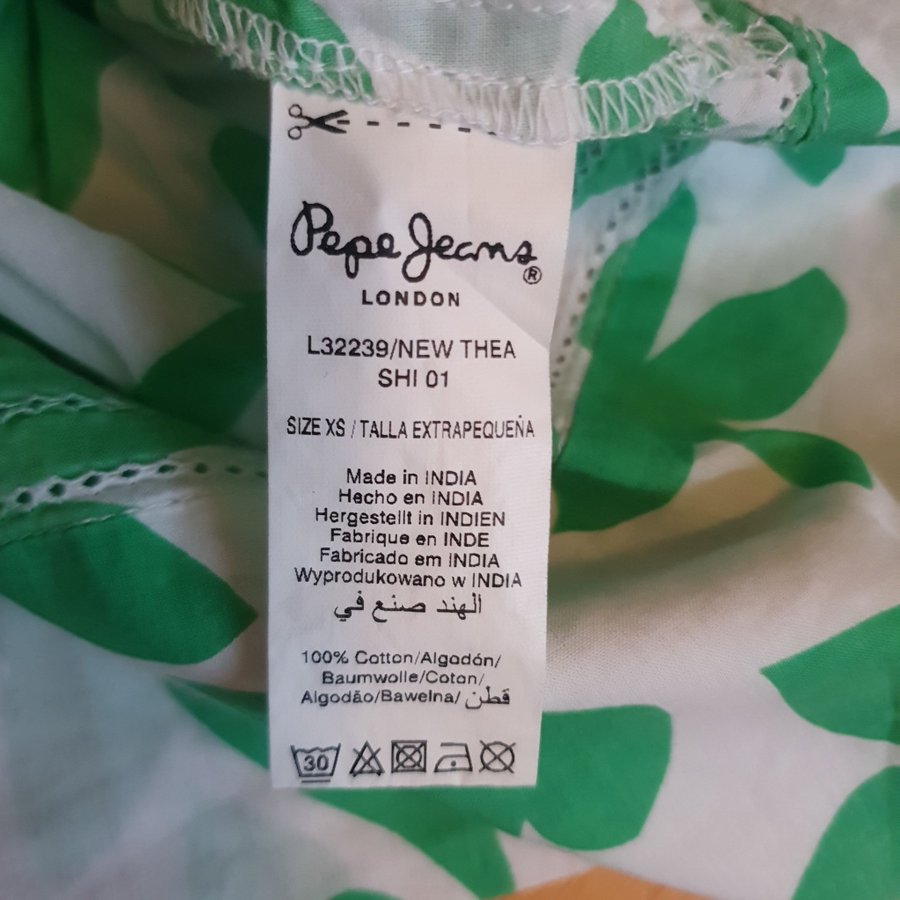 Pepe Jeans®
LONDON
L32239/NEW THEA
SHI 01
SIZE XS / TALLA EXTRAPEQUEÑA
Made in INDIA
Hecho en INDIA
Hergestellt in INDIEN
Fabrique en INDE
Fabricado em INDIA
Wyprodukowano w INDIA
الهند صنع في
100% Cotton/Algodón/
Baumwolle/Coton/
Algodão/Bawelna/ قطن
30